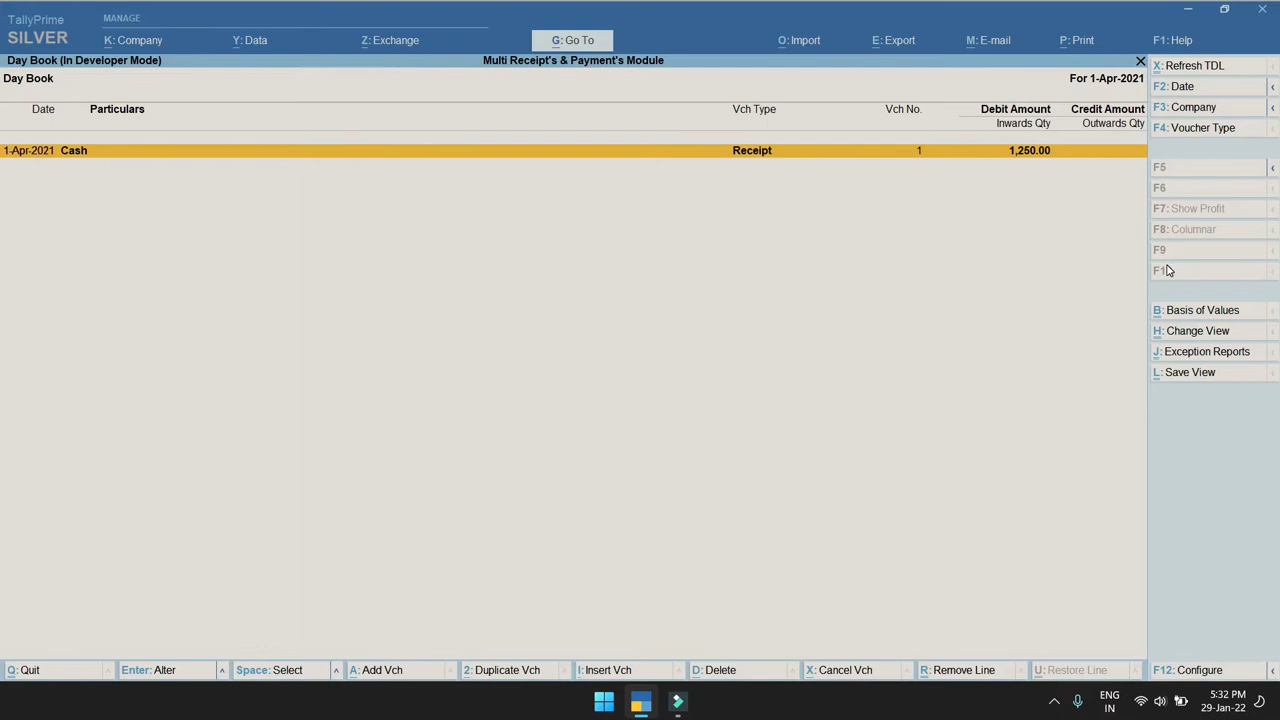 TallyPrime
SILVER
MANAGE
K: Company
Y: Data
Z: Exchange
G: Go To
O: Import
E: Export
M: E-mail
P: Print
F1: Help
Day Book (In Developer Mode)
Multi Receipt's & Payment's Module
Day Book
For 1-Apr-2021
Date
Particulars
Vch Type
Vch No.
Debit Amount
Credit Amount
Inwards Qty
Outwards Qty
1-Apr-2021 Cash Receipt 1 1,250.00
X: Refresh TDL
F2: Date
F3: Company
F4: Voucher Type
F5
F6
F7: Show Profit
F8: Columnar
F9
B: Basis of Values
H: Change View
J: Exception Reports
L: Save View
Q: Quit
Enter: Alter
Space: Select
A: Add Vch
2: Duplicate Vch
I: Insert Vch
D: Delete
X: Cancel Vch
R: Remove Line
U: Restore Line
F12: Configure
ENG
IN
5:32 PM
29-Jan-22